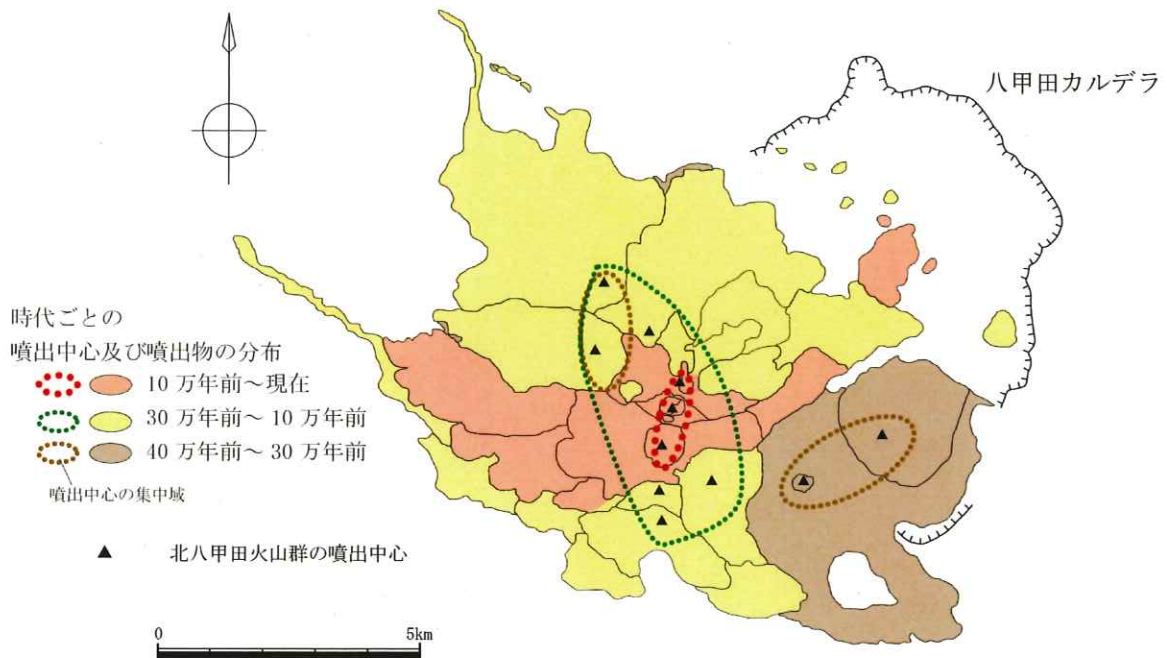 八甲田カルデラ
時代ごとの
噴出中心及び噴出物の分布
10 万年前～現在
30 万年前～ 10 万年前
40 万年前～ 30 万年前
噴出中心の集中域
▲ 北八甲田火山群の噴出中心
0 5km